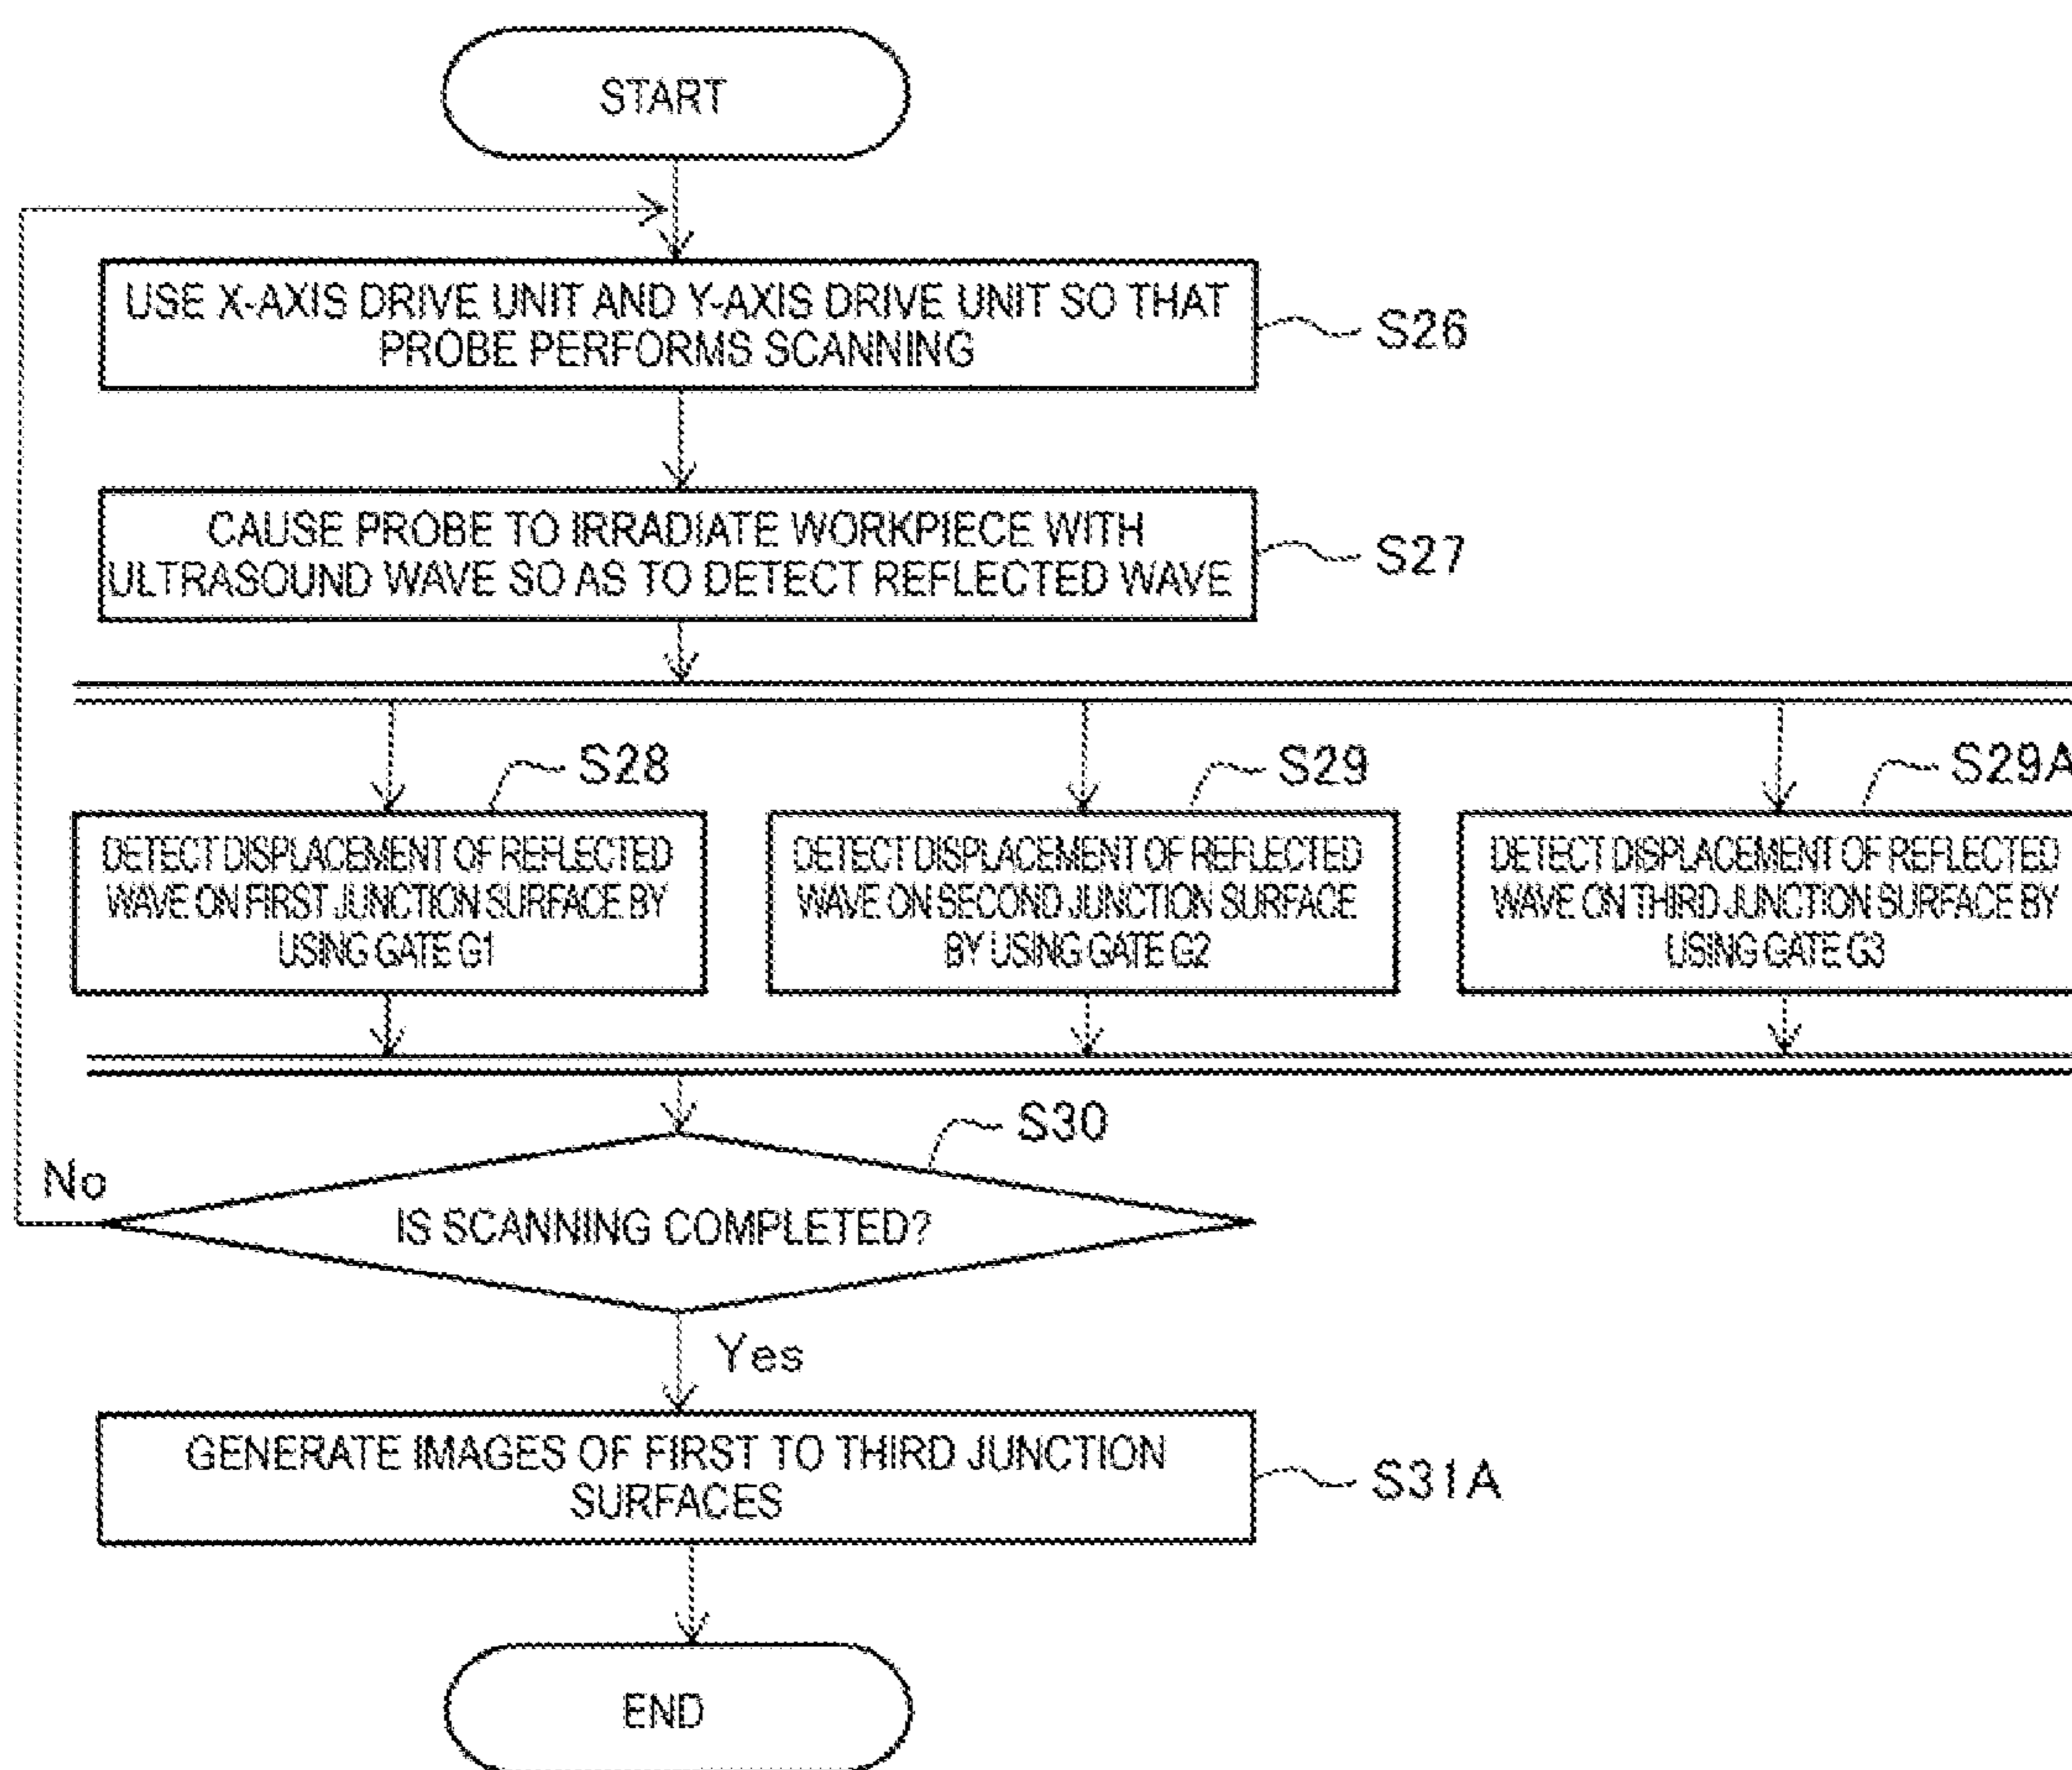 START
USE X-AXIS DRIVE UNIT AND Y-AXIS DRIVE UNIT SO THAT
PROBE PERFORMS SCANNING
S26
CAUSE PROBE TO IRRADIATE WORKPIECE WITH
ULTRASOUND WAVE SO AS TO DETECT REFLECTED WAVE
S27
S28
DETECT DISPLACEMENT OF REFLECTED
WAVE ON FIRST JUNCTION SURFACE BY
USING GATE G1
S29
DETECT DISPLACEMENT OF REFLECTED
WAVE ON SECOND JUNCTION SURFACE
BY USING GATE G2
S29A
DETECT DISPLACEMENT OF REFLECTED
WAVE ON THIRD JUNCTION SURFACE BY
USING GATE G3
S30
No
IS SCANNING COMPLETED?
Yes
GENERATE IMAGES OF FIRST TO THIRD JUNCTION
SURFACES
S31A
END